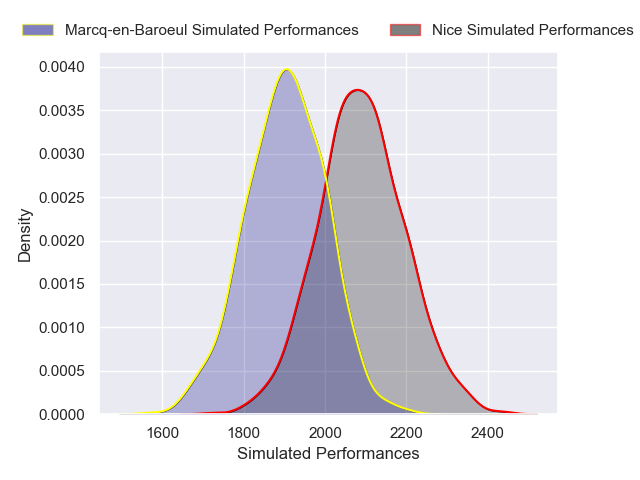 Marcq-en-Baroeul Simulated Performances
Nice Simulated Performances
0.0040
0.0035
0.0030
0.0025
0.0020
0.0015
0.0010
0.0005
0.0000
Density
1600 1800 2000 2200 2400
Simulated Performances